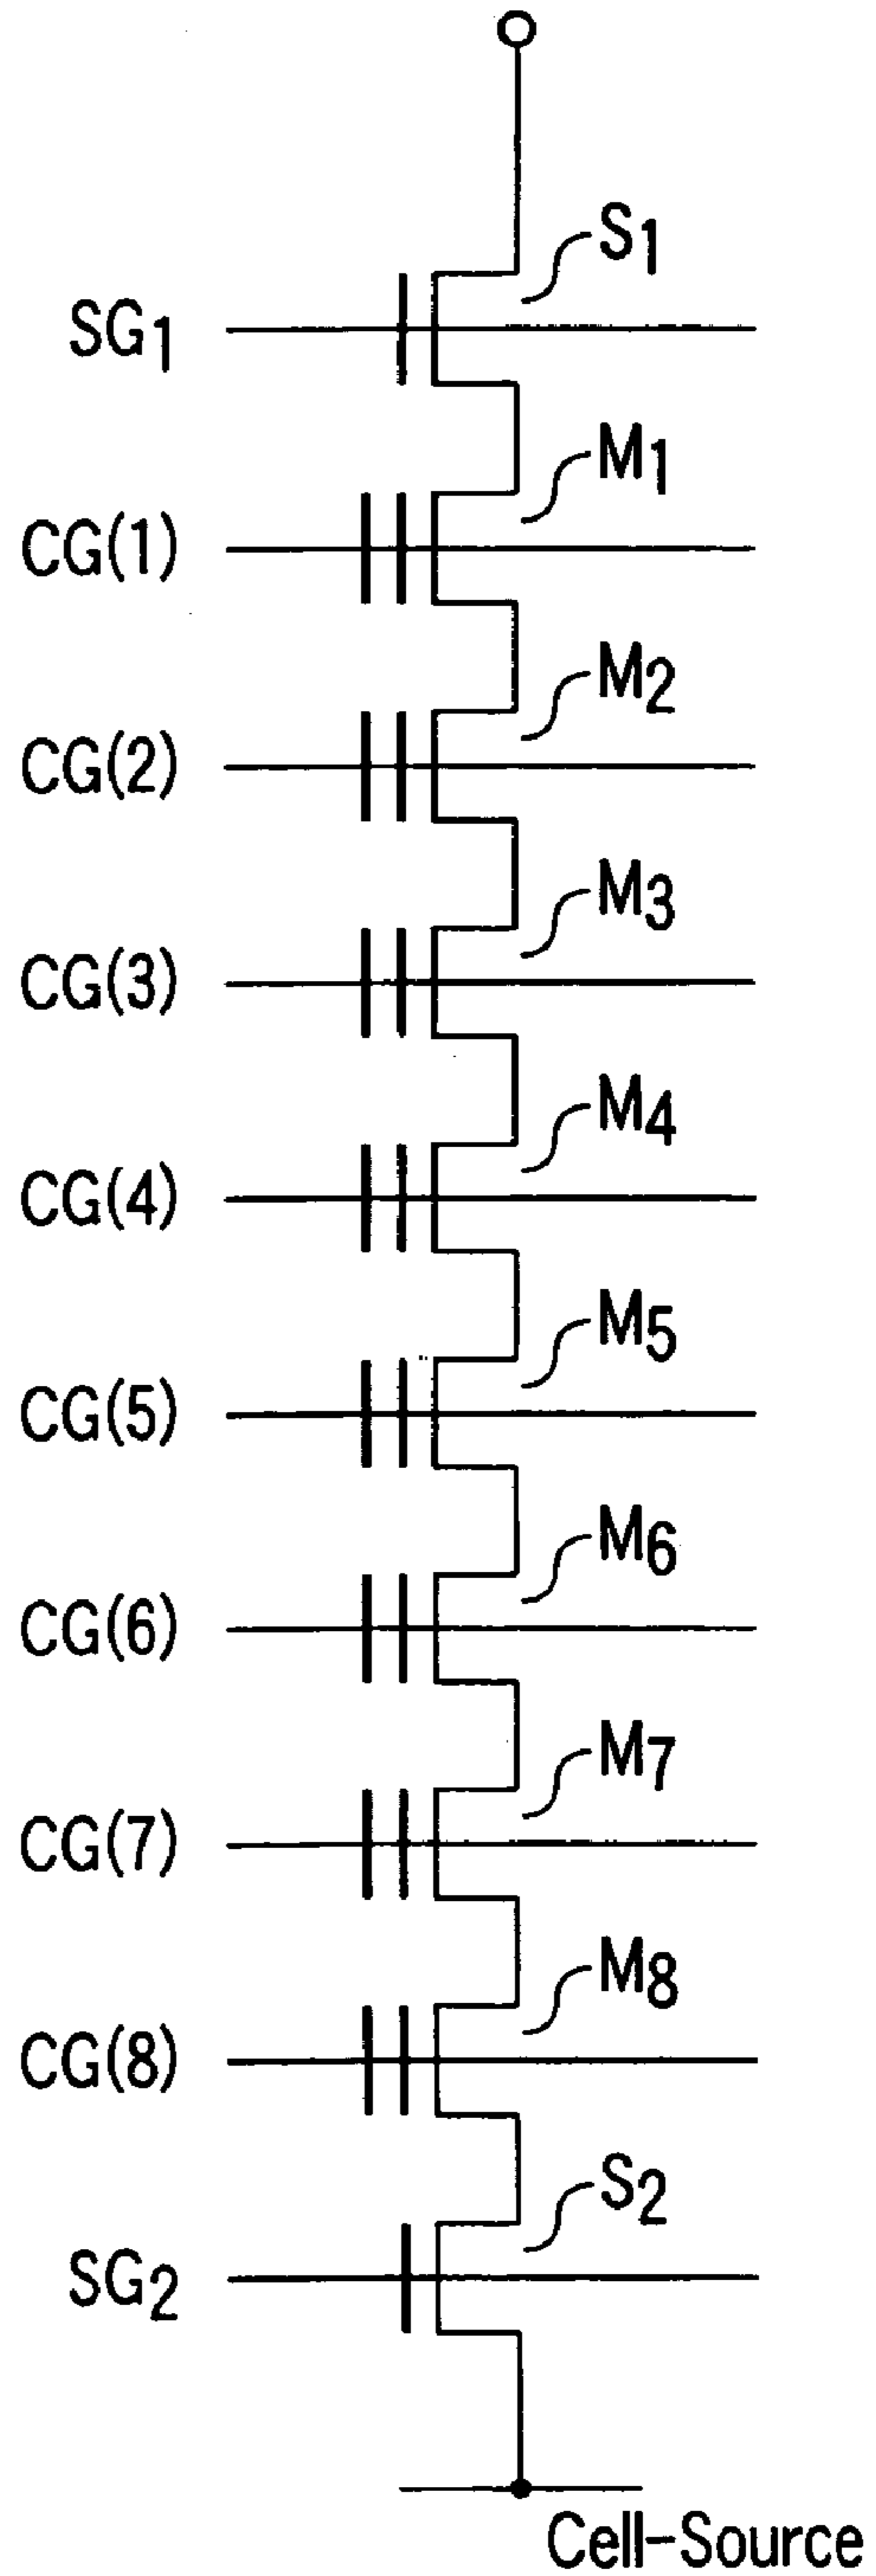 S1
SG1
M1
CG(1)
M2
CG(2)
M3
CG(3)
M4
CG(4)
M5
CG(5)
M6
CG(6)
M7
CG(7)
M8
CG(8)
S2
SG2
Cell-Source